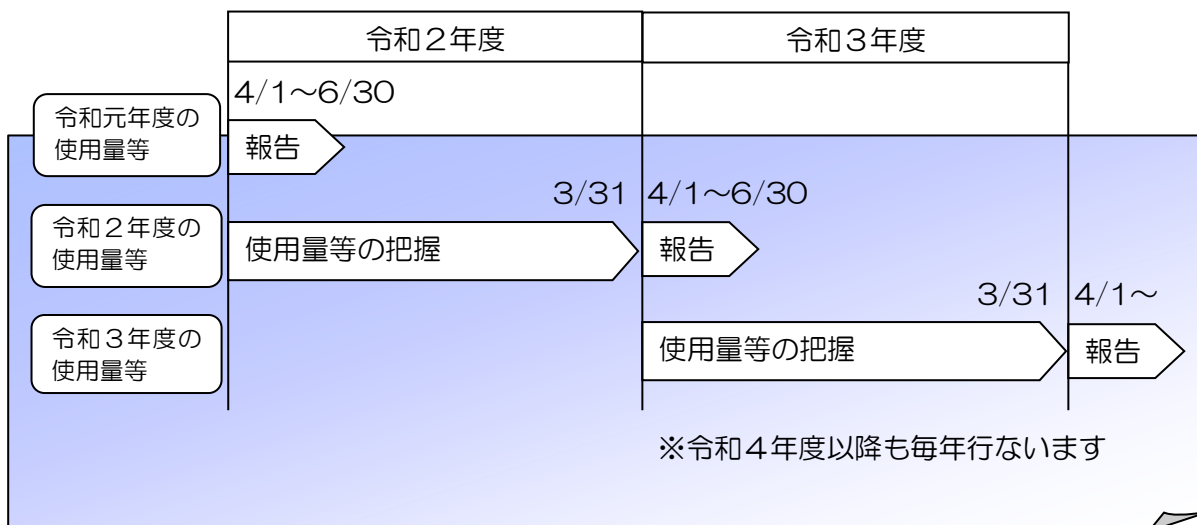 令和２年度
令和３年度
4/1～6/30
令和元年度の
使用量等
報告
3/31
4/1～6/30
令和２年度の
使用量等
使用量等の把握
報告
3/31
4/1～
令和３年度の
使用量等
使用量等の把握
報告
※令和４年度以降も毎年行ないます